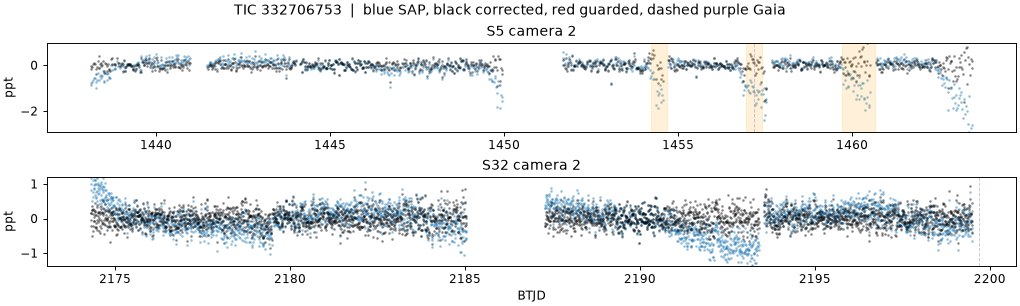 TIC 332706753 | blue SAP, black corrected, red guarded, dashed purple Gaia
S5 camera 2
ppt
0
−2
1440
1445
1450
1455
1460
S32 camera 2
ppt
1
0
−1
2175
2180
2185
2190
2195
2200
BTJD